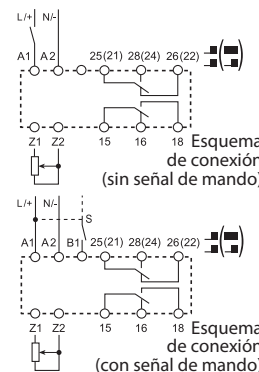 L/+ N/-
A1 A2 25(21) 28(24) 26(22)
Z1 Z2 15 16 18
Esquema
de conexión
(sin señal de mando)
L/+ N/-
S
A1 A2 B1 25(21) 28(24) 26(22)
Z1 Z2 15 16 18
Esquema
de conexión
(con señal de mando)